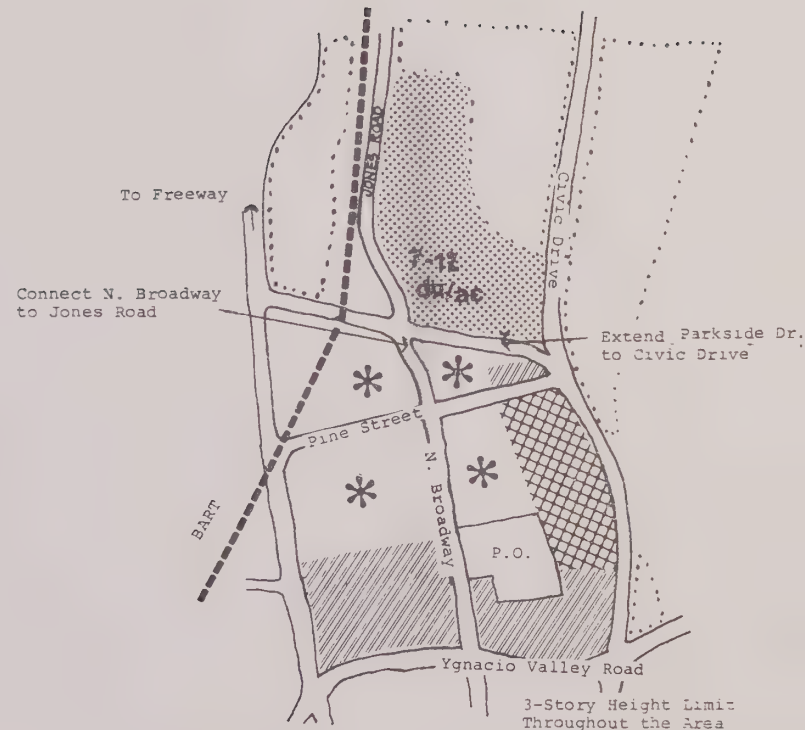 JONES ROAD
Civic Drive
To Freeway
7-12
du/ac
Connect N. Broadway
to Jones Road
Extend Parkside Dr.
to Civic Drive
Pine Street
N. Broadway
BART
P.O.
Ygnacio Valley Road
3-Story Height Limit
Throughout the Area